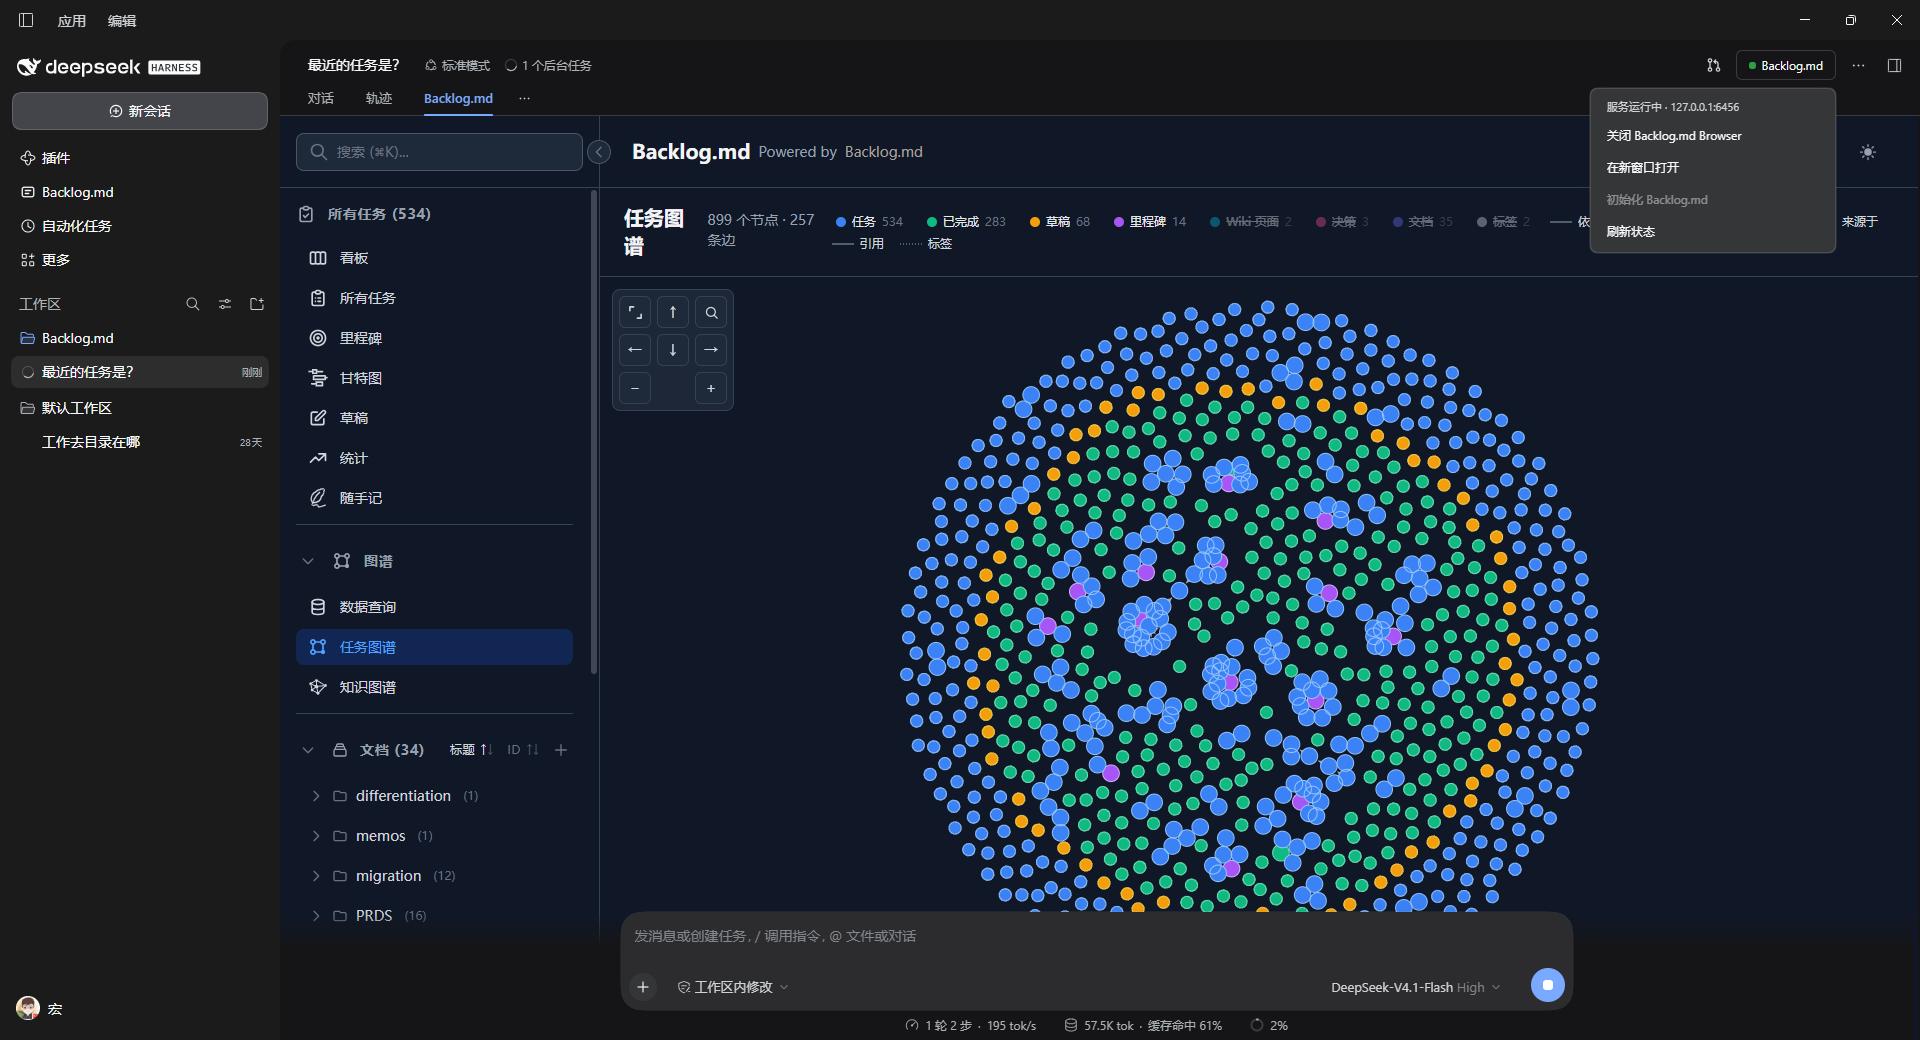 应用 编辑
deepseek HARNESS
新会话
插件
Backlog.md
自动化任务
更多
工作区
Backlog.md
最近的任务是? 刚刚
默认工作区
工作去目录在哪 28天
宏
最近的任务是? 标准模式 1 个后台任务
Backlog.md
对话 轨迹 Backlog.md ...
服务运行中 · 127.0.0.1:6456
关闭 Backlog.md Browser
在新窗口打开
初始化 Backlog.md
刷新状态
搜索 (⌘K)...
所有任务 (534)
看板
所有任务
里程碑
甘特图
草稿
统计
随手记
图谱
数据查询
任务图谱
知识图谱
文档 (34) 标题 ↑↓ ID ↑↓ +
differentiation (1)
memos (1)
migration (12)
PRDS (16)
Backlog.md Powered by Backlog.md
任务图
谱
899 个节点 · 257
条边
任务 534 已完成 283 草稿 68 里程碑 14 Wiki 页面 2 决策 3 文档 35 标签 2 依 来源于
引用 标签
发消息或创建任务, / 调用指令, @ 文件或对话
工作区内修改
DeepSeek-V4.1-Flash High
1 轮 2 步 · 195 tok/s 57.5K tok · 缓存命中 61% 2%